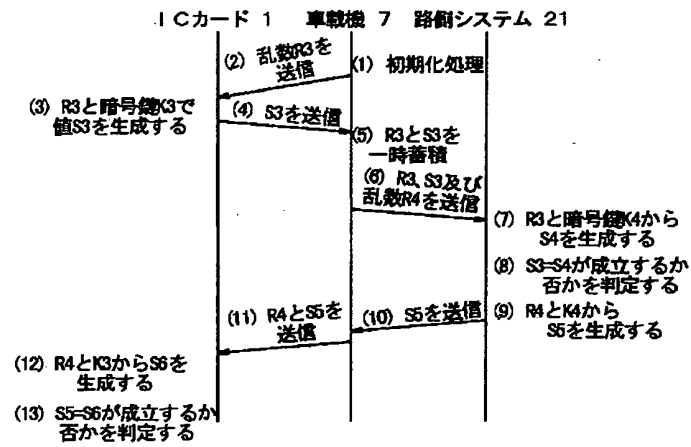 ＩＣカード 1　車載機 7　路側システム 21
(2) 乱数R3を
送信
(1) 初期化処理
(3) R3と暗号鍵K3で
値S3を生成する
(4) S3を送信
(5) R3とS3を
一時蓄積
(6) R3、S3及び
乱数R4を送信
(7) R3と暗号鍵K4から
S4を生成する
(8) S3=S4が成立するか
否かを判定する
(9) R4とK4から
S5を生成する
(10) S5を送信
(11) R4とS5を
送信
(12) R4とK3からS6を
生成する
(13) S5=S6が成立するか
否かを判定する